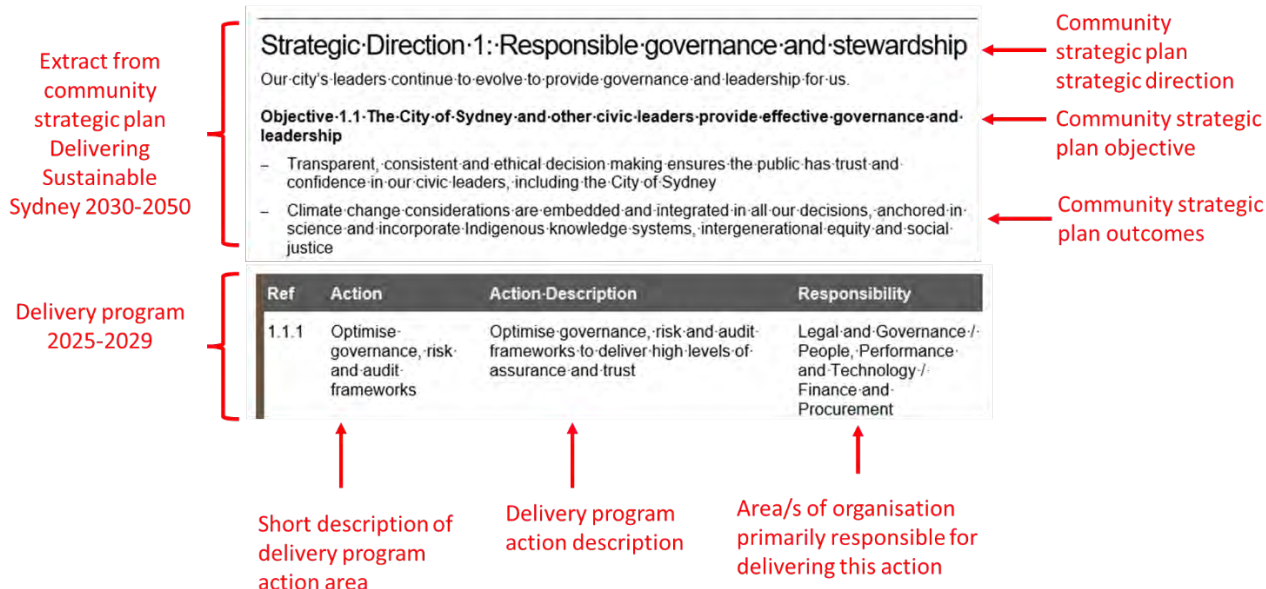 Extract from
community
strategic plan
Delivering
Sustainable
Sydney 2030-2050
Strategic·Direction·1:·Responsible·governance·and·stewardship
Our·city's·leaders·continue·to·evolve·to·provide·governance·and·leadership·for·us.
Objective·1.1·The·City·of·Sydney·and·other·civic·leaders·provide·effective·governance·and·
leadership
– Transparent,·consistent·and·ethical·decision·making·ensures·the·public·has·trust·and·
confidence·in·our·civic·leaders,·including·the·City·of·Sydney
– Climate·change·considerations·are·embedded·and·integrated·in·all·our·decisions,·anchored·in·
science·and·incorporate·Indigenous·knowledge·systems,·intergenerational·equity·and·social·
justice
Community
strategic plan
strategic direction
Community strategic
plan objective
Community strategic
plan outcomes
Delivery program
2025-2029
Ref Action Action·Description Responsibility
1.1.1 Optimise· Optimise·governance,·risk·and·audit· Legal·and·Governance·/·
governance,·risk· frameworks·to·deliver·high·levels·of· People,·Performance·
and·audit· assurance·and·trust and·Technology·/·
frameworks Finance·and·
Procurement
Short description of
delivery program
action area
Delivery program
action description
Area/s of organisation
primarily responsible for
delivering this action